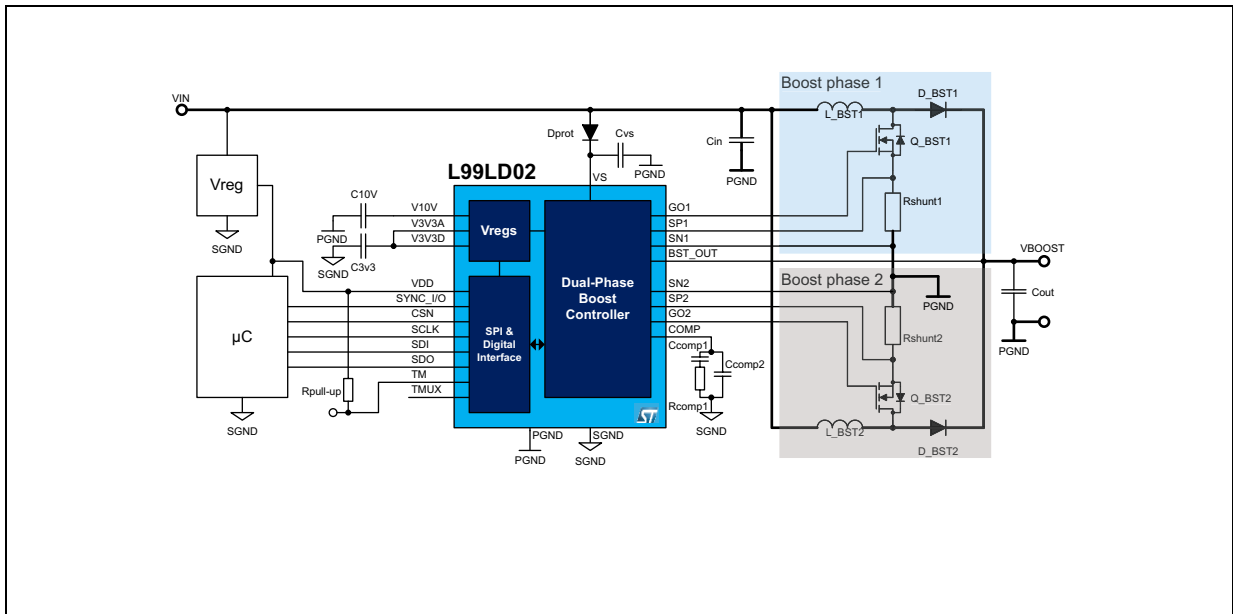 Boost phase 1
VIN
D_BST1
L_BST1
Dprot
Cvs
Cin
Q_BST1
PGND
PGND
L99LD02
VS
Vreg
C10V
V10V
GO1
Rshunt1
V3V3A
SP1
Vregs
PGND
V3V3D
SN1
SGND
C3v3
SGND
BST_OUT
VBOOST
Boost phase 2
VDD
Dual-Phase
Boost
Controller
SN2
PGND
Cout
SYNC_I/O
SP2
CSN
GO2
µC
SCLK
SPI &
Digital
Interface
COMP
Rshunt2
SDI
Ccomp1
PGND
SDO
Ccomp2
TM
Rpull-up
TMUX
Rcomp1
Q_BST2
SGND
ST
SGND
L_BST2
PGND
SGND
PGND
SGND
D_BST2